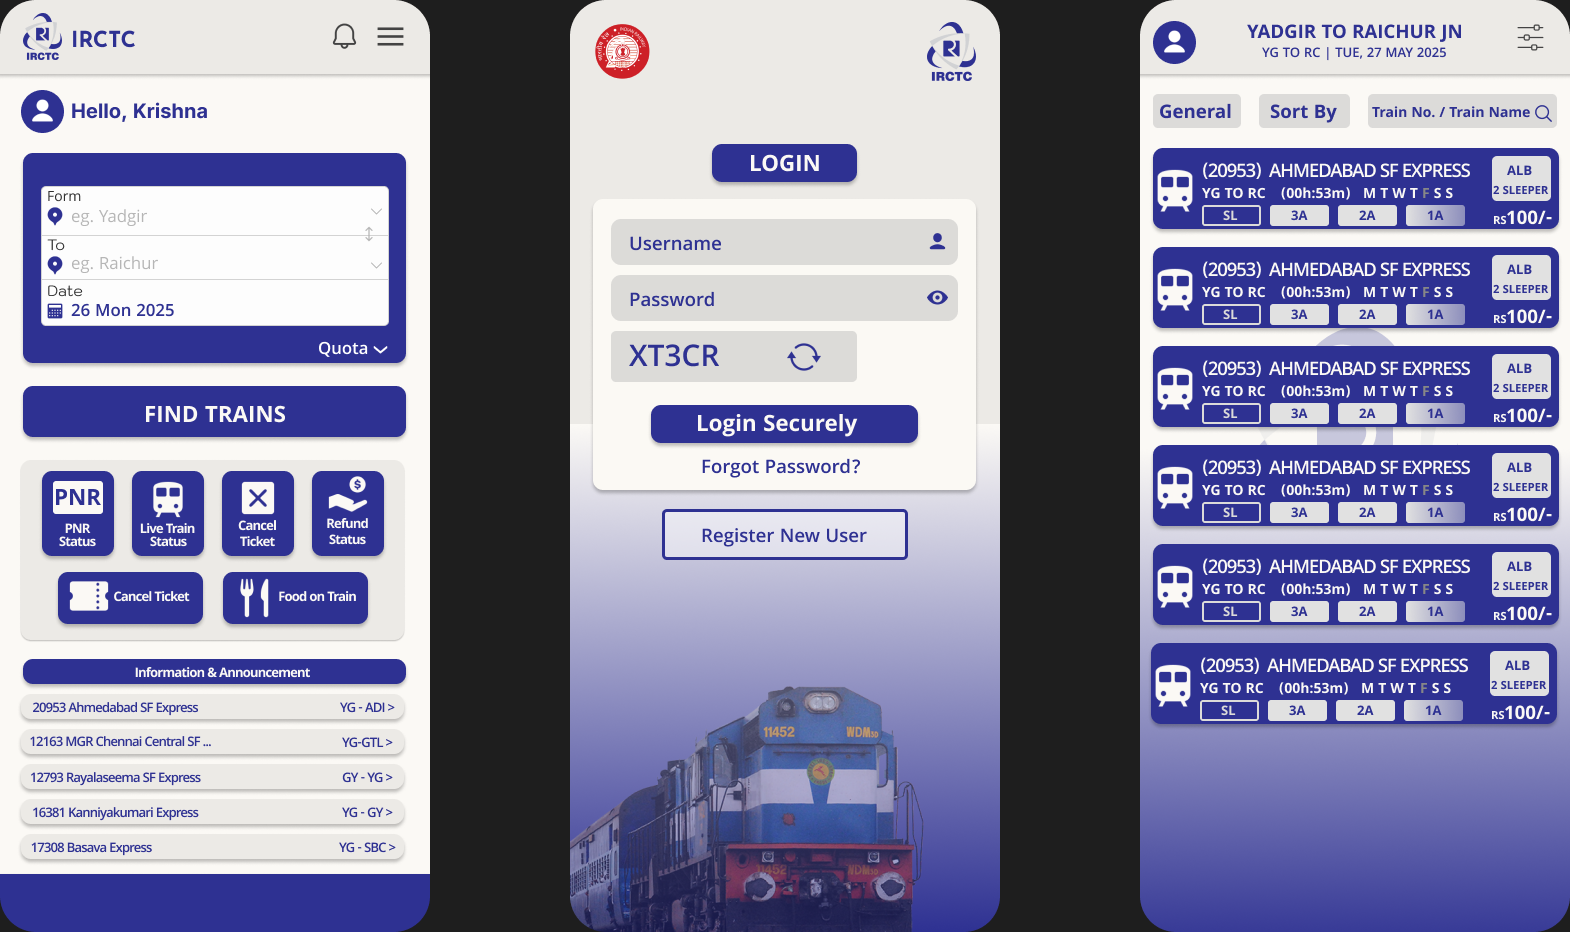 IRCTC
IRCTC
Hello, Krishna
Form
eg. Yadgir
To
eg. Raichur
Date
26 Mon 2025
Quota
FIND TRAINS
PNR
PNR
Status
Live Train
Status
Cancel
Ticket
$
Refund
Status
Cancel Ticket
Food on Train
Information & Announcement
20953 Ahmedabad SF Express YG - ADI >
12163 MGR Chennai Central SF ... YG-GTL >
12793 Rayalaseema SF Express GY - YG >
16381 Kanniyakumari Express YG - GY >
17308 Basava Express YG - SBC >
IRCTC
LOGIN
Username
Password
XT3CR
Login Securely
Forgot Password?
Register New User
11452 WDM3D
11452 WDM3D
YADGIR TO RAICHUR JN
YG TO RC | TUE, 27 MAY 2025
General Sort By Train No. / Train Name
(20953) AHMEDABAD SF EXPRESS ALB
YG TO RC (00h:53m) M T W T F S S 2 SLEEPER
SL 3A 2A 1A RS100/-
(20953) AHMEDABAD SF EXPRESS ALB
YG TO RC (00h:53m) M T W T F S S 2 SLEEPER
SL 3A 2A 1A RS100/-
(20953) AHMEDABAD SF EXPRESS ALB
YG TO RC (00h:53m) M T W T F S S 2 SLEEPER
SL 3A 2A 1A RS100/-
(20953) AHMEDABAD SF EXPRESS ALB
YG TO RC (00h:53m) M T W T F S S 2 SLEEPER
SL 3A 2A 1A RS100/-
(20953) AHMEDABAD SF EXPRESS ALB
YG TO RC (00h:53m) M T W T F S S 2 SLEEPER
SL 3A 2A 1A RS100/-
(20953) AHMEDABAD SF EXPRESS ALB
YG TO RC (00h:53m) M T W T F S S 2 SLEEPER
SL 3A 2A 1A RS100/-